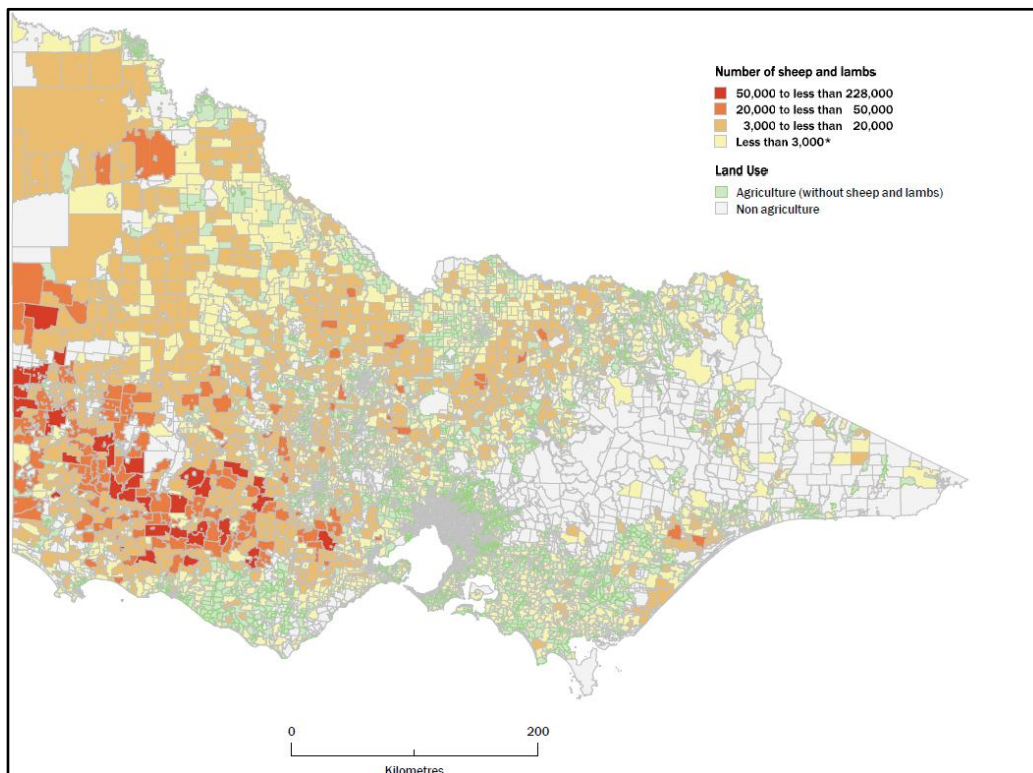 Number of sheep and lambs
50,000 to less than 228,000
20,000 to less than 50,000
3,000 to less than 20,000
Less than 3,000*
Land Use
Agriculture (without sheep and lambs)
Non agriculture
0 200
Kilometres